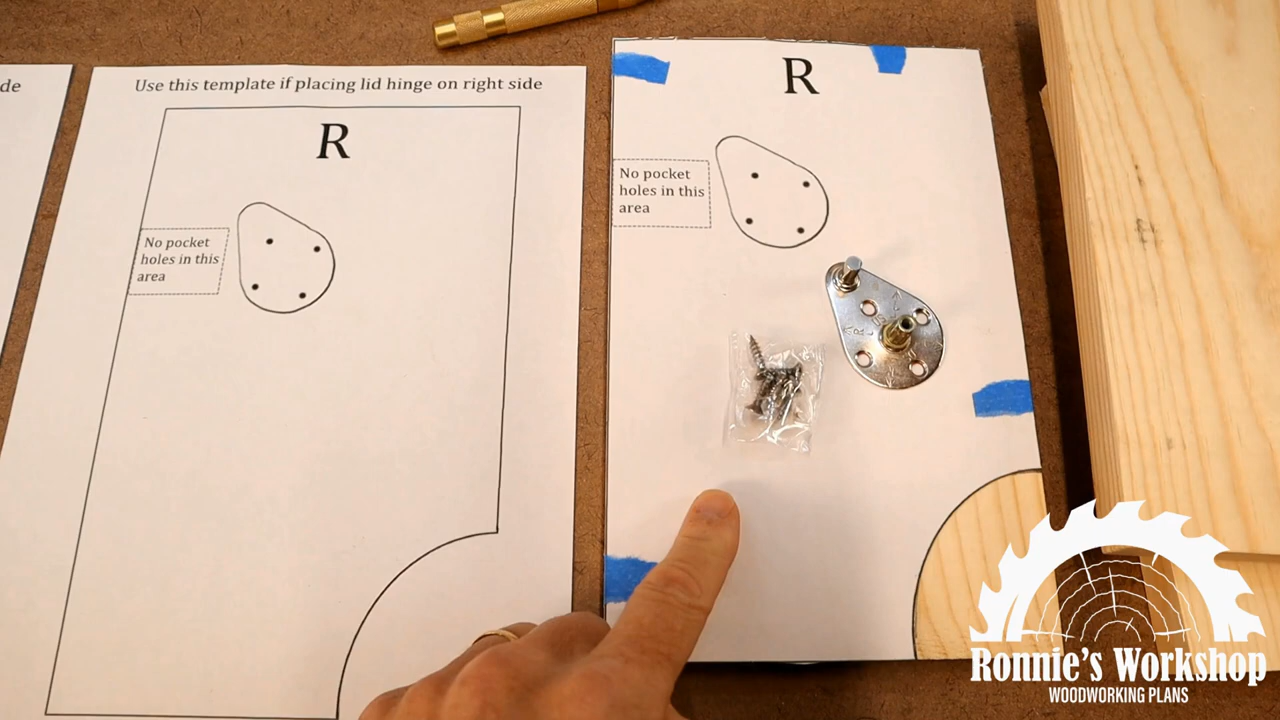 de
Use this template if placing lid hinge on right side
R
No pocket
holes in this
area
R
No pocket
holes in this
area
Ronnie's Workshop
WOODWORKING PLANS